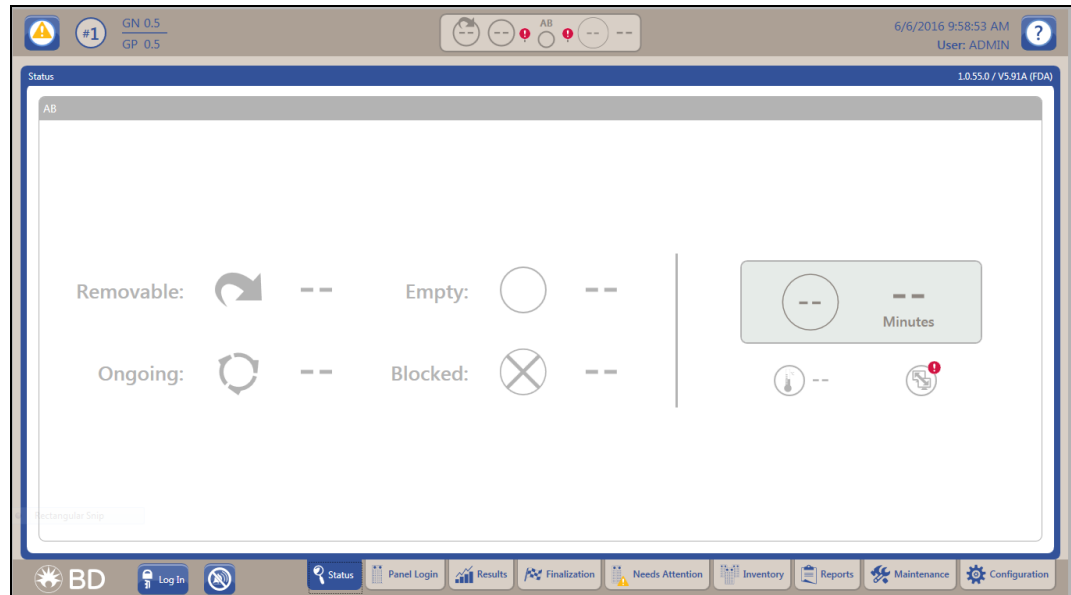 #1
GN 0.5
GP 0.5
--
--
AB
--
--
6/6/2016 9:58:53 AM
User: ADMIN
?
Status
1.0.55.0 / V5.91A (FDA)
AB
Removable: --
Empty: --
-- --
Minutes
Ongoing: --
Blocked: --
--
Rectangular Snip
BD
Log In
Status
Panel Login
Results
Finalization
Needs Attention
Inventory
Reports
Maintenance
Configuration